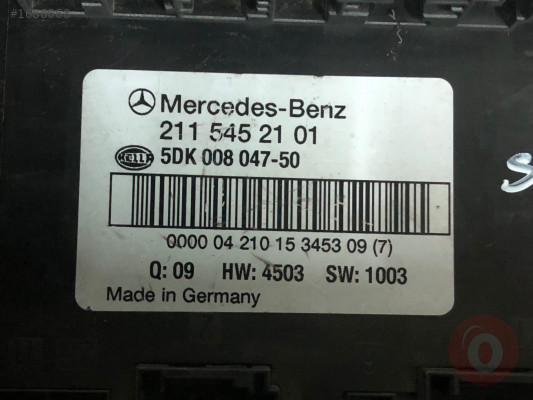 Mercedes-Benz
211 545 21 01
HELLA 5DK 008 047-50
0000 04 210 15 3453 09 (7)
Q: 09 HW: 4503 SW: 1003
Made in Germany